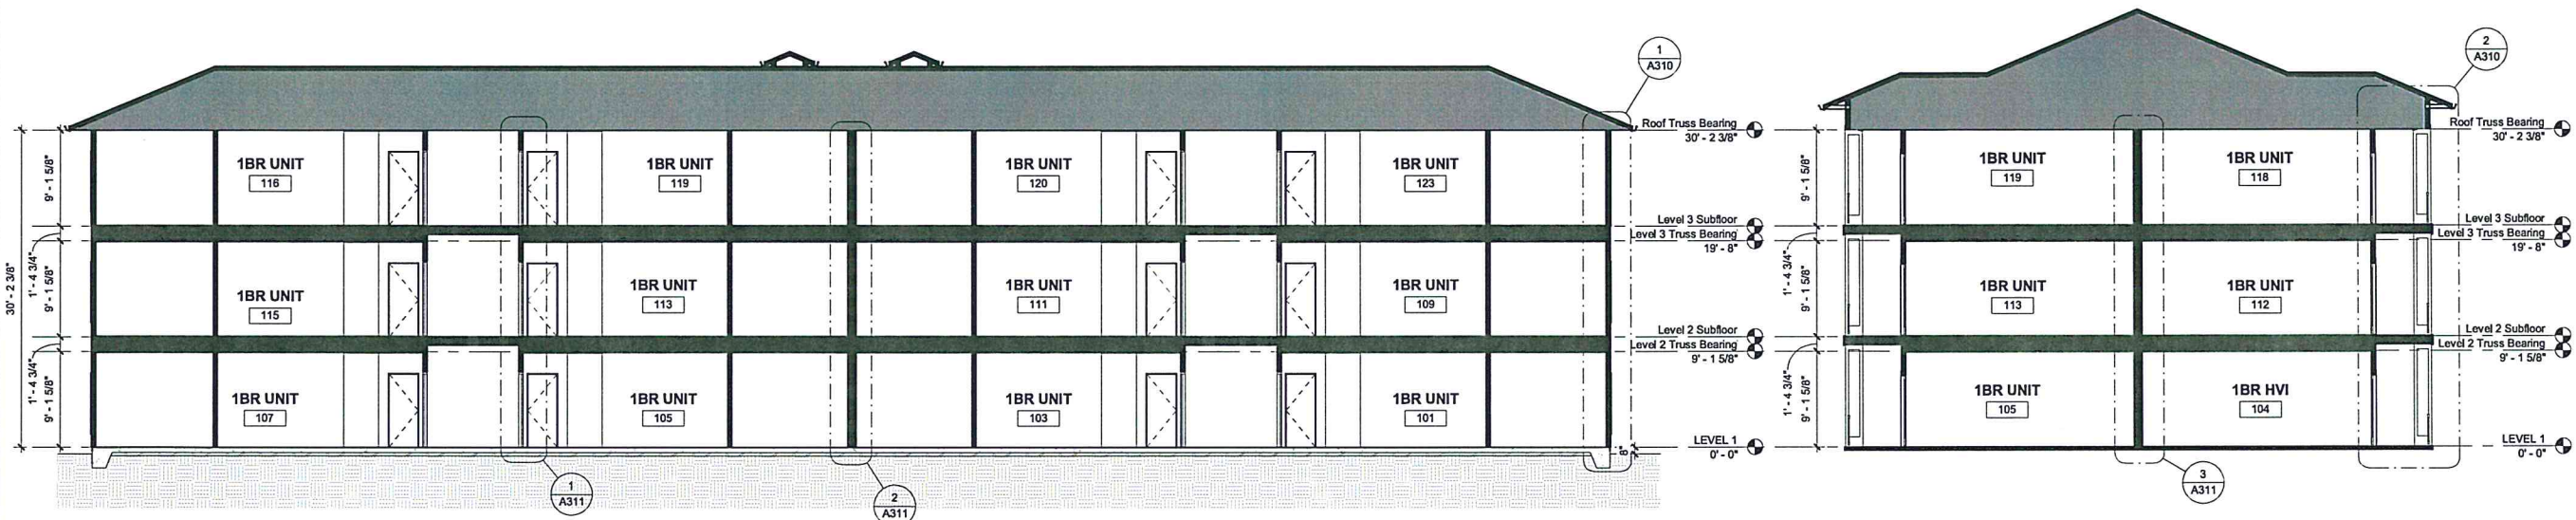 1
A310
2
A310
Roof Truss Bearing
30' - 2 3/8"
Roof Truss Bearing
30' - 2 3/8"
9' - 1 5/8"
1BR UNIT
116
1BR UNIT
119
1BR UNIT
120
1BR UNIT
123
9' - 1 5/8"
1BR UNIT
119
1BR UNIT
118
Level 3 Subfloor
Level 3 Truss Bearing
19' - 8"
Level 3 Subfloor
Level 3 Truss Bearing
19' - 8"
30' - 2 3/8"
1' - 4 3/4"
9' - 1 5/8"
1BR UNIT
115
1BR UNIT
113
1BR UNIT
111
1BR UNIT
109
1' - 4 3/4"
9' - 1 5/8"
1BR UNIT
113
1BR UNIT
112
Level 2 Subfloor
Level 2 Truss Bearing
9' - 1 5/8"
Level 2 Subfloor
Level 2 Truss Bearing
9' - 1 5/8"
1' - 4 3/4"
9' - 1 5/8"
1BR UNIT
107
1BR UNIT
105
1BR UNIT
103
1BR UNIT
101
1' - 4 3/4"
9' - 1 5/8"
1BR UNIT
105
1BR HVI
104
LEVEL 1
0' - 0"
8"
LEVEL 1
0' - 0"
1
A311
2
A311
3
A311